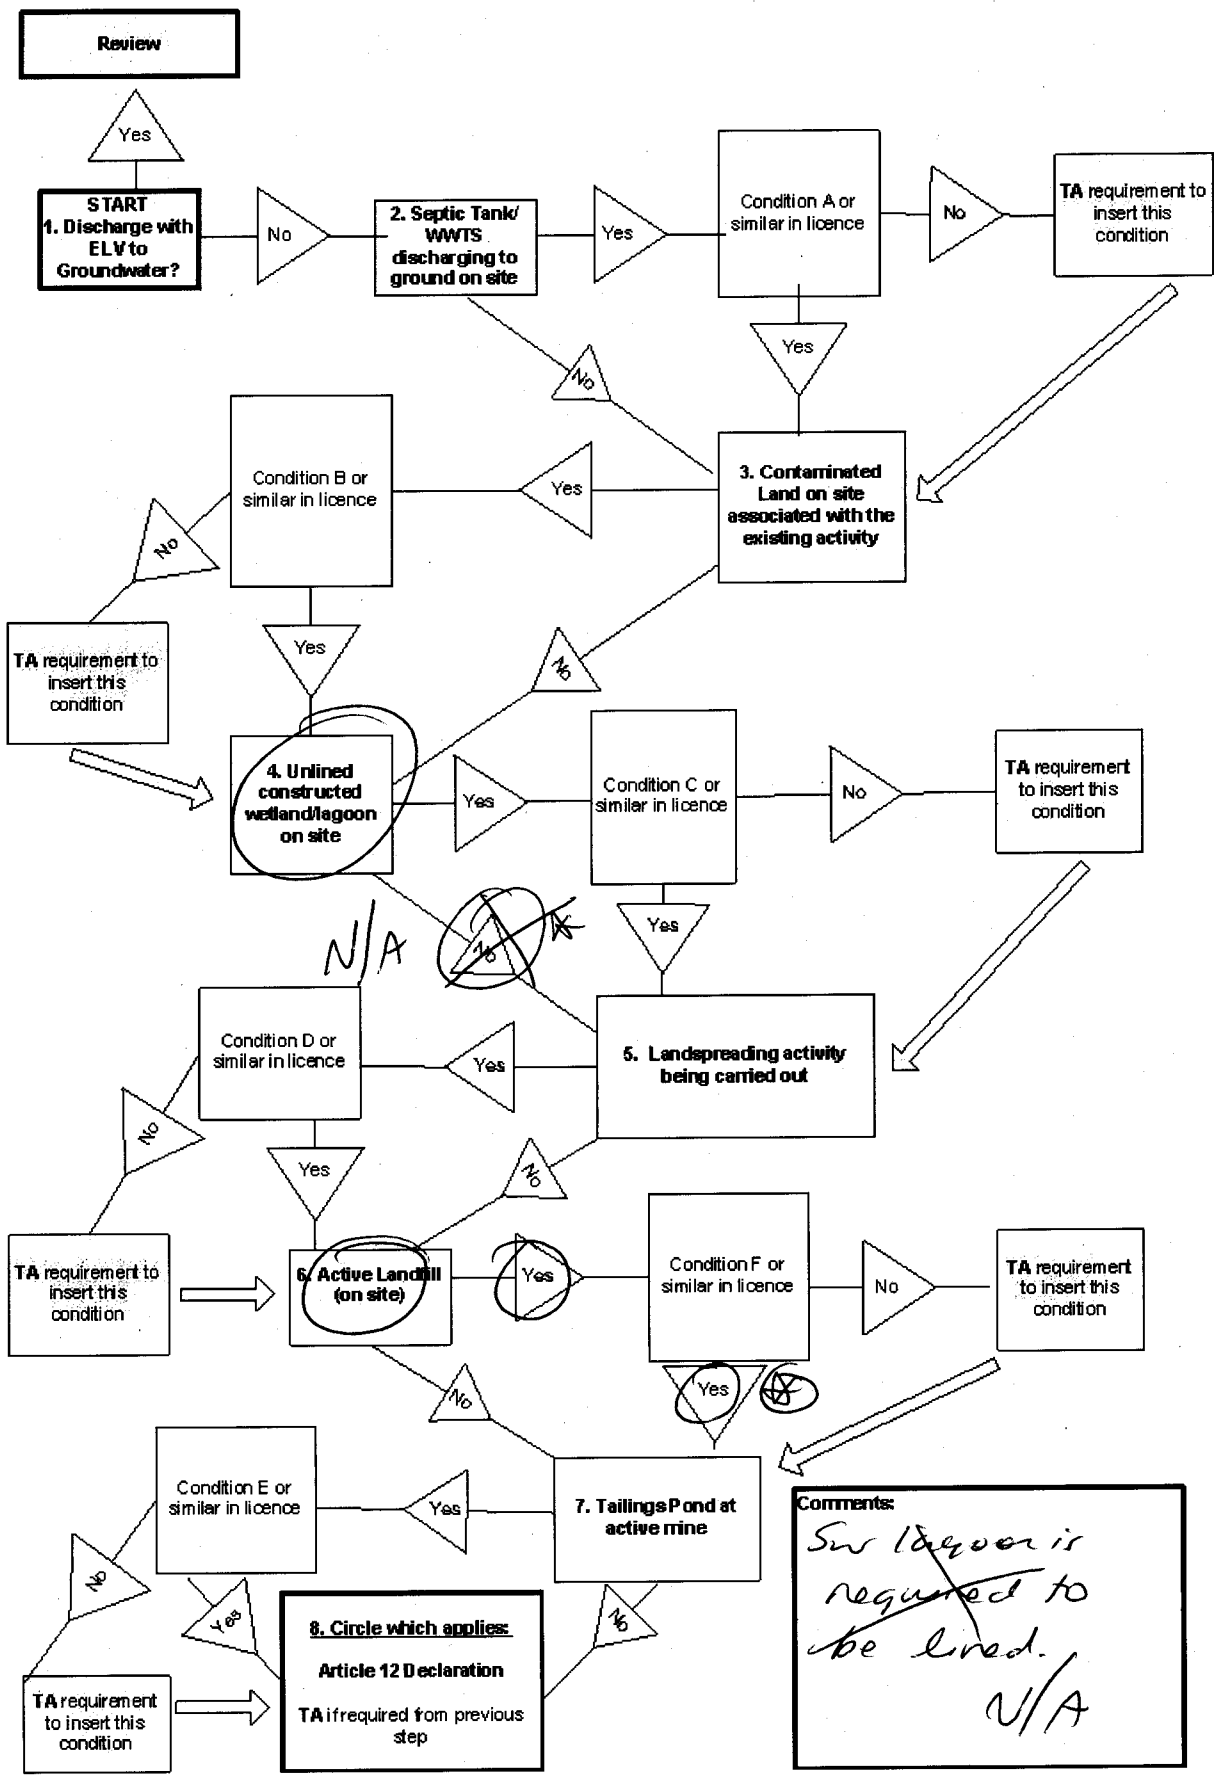 Review
Yes
START
1. Discharge with
ELV to
Groundwater?
No
2. Septic Tank/
WWTS
discharging to
ground on site
Yes
Condition A or
similar in licence
No
TA requirement to
insert this
condition
Yes
No
3. Contaminated
Land on site
associated with the
existing activity
Yes
Condition B or
similar in licence
No
TA requirement to
insert this
condition
Yes
No
4. Unlined
constructed
wetland/lagoon
on site
Yes
Condition C or
similar in licence
No
TA requirement
to insert this
condition
Yes
No
N/A
5. Landspreading activity
being carried out
Yes
Condition D or
similar in licence
No
TA requirement to
insert this
condition
Yes
No
6. Active Landfill
(on site)
Yes
Condition F or
similar in licence
No
TA requirement
to insert this
condition
Yes
No
7. Tailings Pond at
active mine
Yes
Condition E or
similar in licence
No
TA requirement
to insert this
condition
Yes
No
8. Circle which applies:
Article 12 Declaration
TA if required from previous
step
Comments:
SW lagoon is
required to
be lined.
N/A